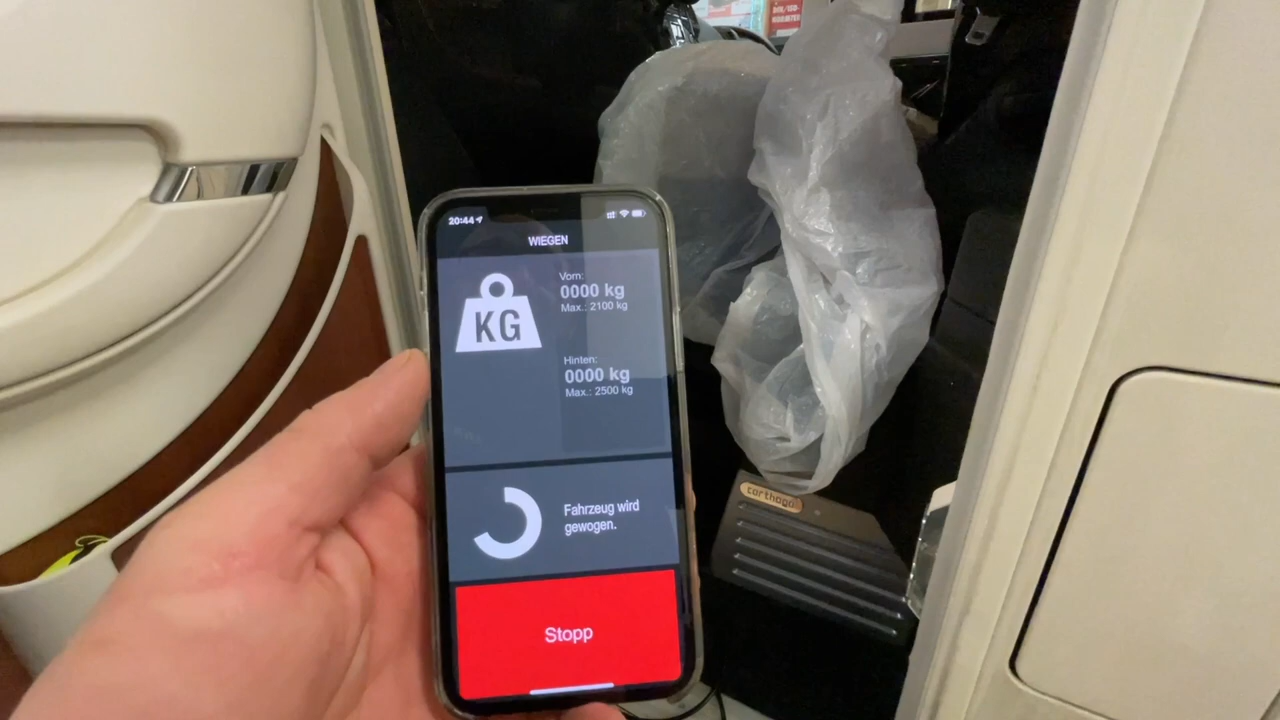 20:44
WIEGEN
KG
Vorn:
0000 kg
Max.: 2100 kg
Hinten:
0000 kg
Max.: 2500 kg
Fahrzeug wird
gewogen.
Stopp
carthago